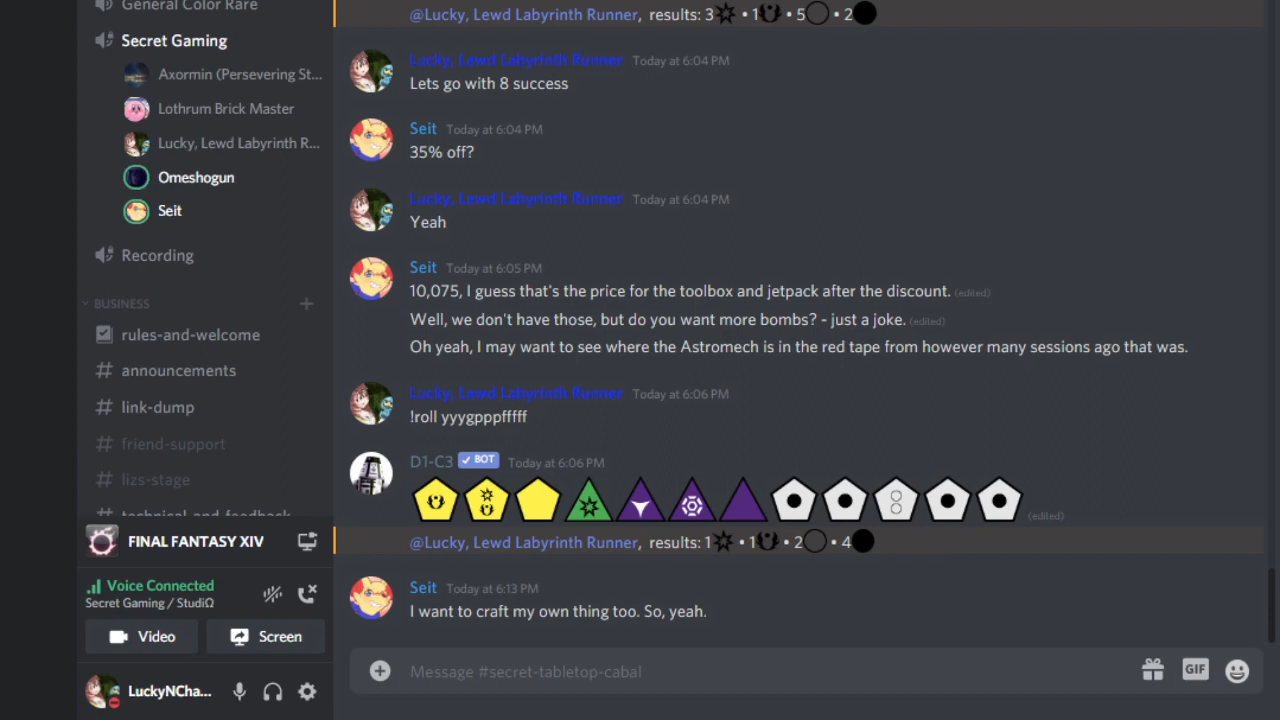 General Color Rare
Secret Gaming
Axormin (Persevering St...
Lothrum Brick Master
Lucky, Lewd Labyrinth R...
Omeshogun
Seit
Recording
BUSINESS
rules-and-welcome
announcements
link-dump
friend-support
lizs-stage
technical-and-feedback
FINAL FANTASY XIV
Voice Connected
Secret Gaming / StudiΩ
Video
Screen
LuckyNCha...
@Lucky, Lewd Labyrinth Runner, results: 3 • 1 • 5 • 2
Lucky, Lewd Labyrinth Runner Today at 6:04 PM
Lets go with 8 success
Seit Today at 6:04 PM
35% off?
Lucky, Lewd Labyrinth Runner Today at 6:04 PM
Yeah
Seit Today at 6:05 PM
10,075, I guess that's the price for the toolbox and jetpack after the discount. (edited)
Well, we don't have those, but do you want more bombs? - just a joke. (edited)
Oh yeah, I may want to see where the Astromech is in the red tape from however many sessions ago that was.
Lucky, Lewd Labyrinth Runner Today at 6:06 PM
!roll yyygpppfffff
D1-C3 BOT Today at 6:06 PM
(edited)
@Lucky, Lewd Labyrinth Runner, results: 1 • 1 • 2 • 4
Seit Today at 6:13 PM
I want to craft my own thing too. So, yeah.
Message #secret-tabletop-cabal
GIF